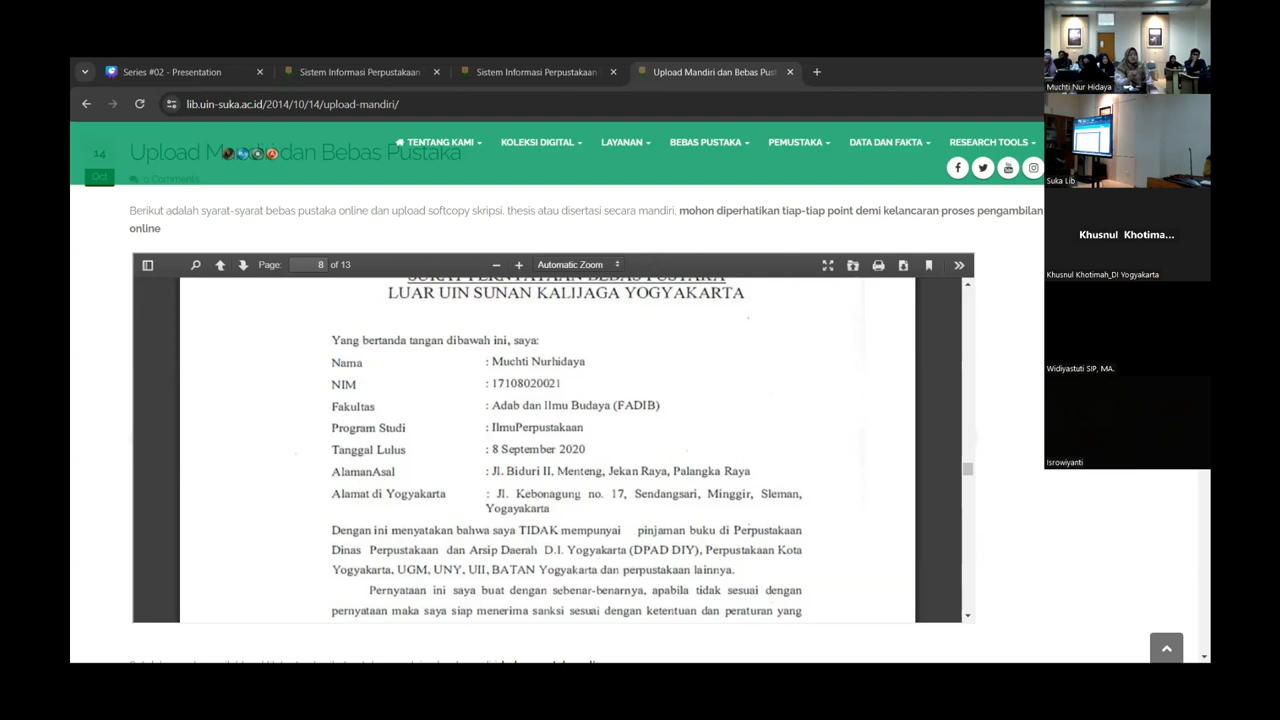 Series #02 - Presentation
Sistem Informasi Perpustakaan
Sistem Informasi Perpustakaan
Upload Mandiri dan Bebas Pust
lib.uin-suka.ac.id/2014/10/14/upload-mandiri/
TENTANG KAMI
KOLEKSI DIGITAL
LAYANAN
BEBAS PUSTAKA
PEMUSTAKA
DATA DAN FAKTA
RESEARCH TOOLS
14
Oct
Upload Mandiri dan Bebas Pustaka
0 Comments
Berikut adalah syarat-syarat bebas pustaka online dan upload softcopy skripsi, thesis atau disertasi secara mandiri, mohon diperhatikan tiap-tiap point demi kelancaran proses pengambilan
online
Page: 8 of 13
Automatic Zoom
SURAT PERNYATAAN BEBAS PUSTAKA
LUAR UIN SUNAN KALIJAGA YOGYAKARTA
Yang bertanda tangan dibawah ini, saya:
Nama : Muchti Nurhidaya
NIM : 17108020021
Fakultas : Adab dan Ilmu Budaya (FADIB)
Program Studi : IlmuPerpustakaan
Tanggal Lulus : 8 September 2020
AlamanAsal : Jl. Biduri II, Menteng, Jekan Raya, Palangka Raya
Alamat di Yogyakarta : Jl. Kebonagung no. 17, Sendangsari, Minggir, Sleman,
Yogayakarta
Dengan ini menyatakan bahwa saya TIDAK mempunyai pinjaman buku di Perpustakaan
Dinas Perpustakaan dan Arsip Daerah D.I. Yogyakarta (DPAD DIY), Perpustakaan Kota
Yogyakarta, UGM, UNY, UII, BATAN Yogyakarta dan perpustakaan lainnya.
Pernyataan ini saya buat dengan sebenar-benarnya, apabila tidak sesuai dengan
pernyataan maka saya siap menerima sanksi sesuai dengan ketentuan dan peraturan yang
Muchti Nur Hidaya
Suka Lib
Khusnul Khotima...
Khusnul Khotimah_DI Yogyakarta
Widiyastuti SIP, MA.
Isrowiyanti